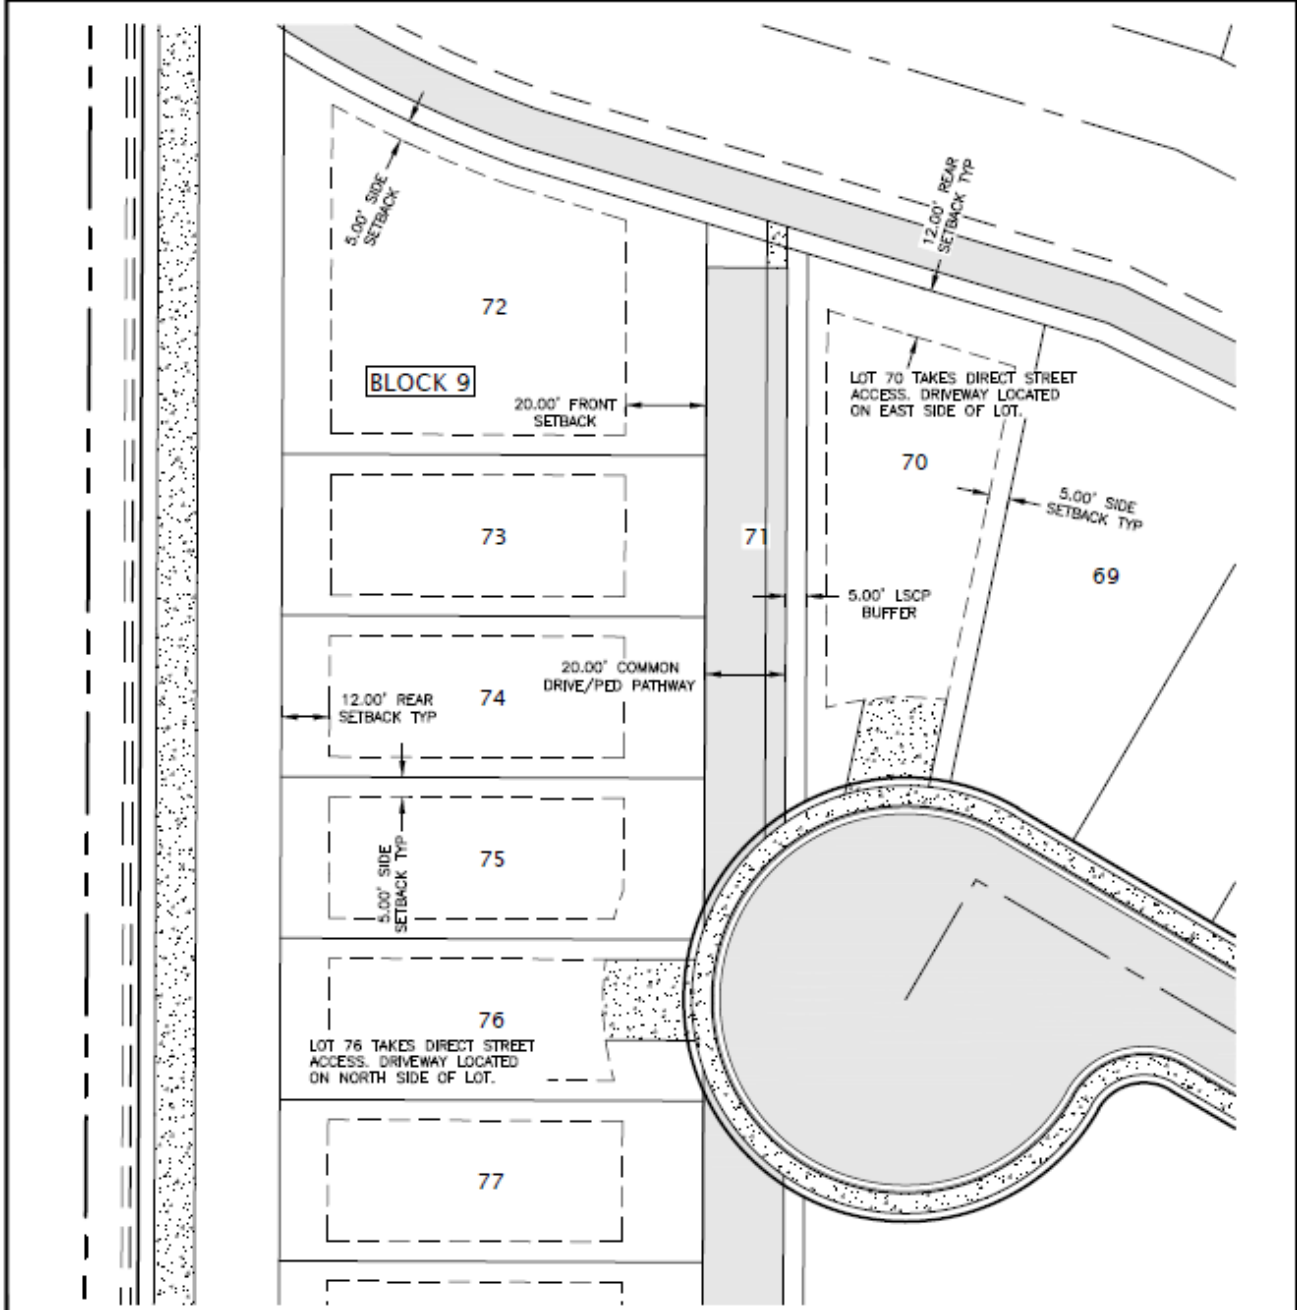 12.00' REAR
SETBACK TYP
5.00' SIDE
SETBACK
72
BLOCK 9
LOT 70 TAKES DIRECT STREET
ACCESS. DRIVEWAY LOCATED
ON EAST SIDE OF LOT.
20.00' FRONT
SETBACK
70
5.00' SIDE
SETBACK TYP
73
71
69
5.00' LSCP
BUFFER
20.00' COMMON
DRIVE/PED PATHWAY
74
12.00' REAR
SETBACK TYP
75
5.00' SIDE
SETBACK TYP
76
LOT 76 TAKES DIRECT STREET
ACCESS. DRIVEWAY LOCATED
ON NORTH SIDE OF LOT.
77